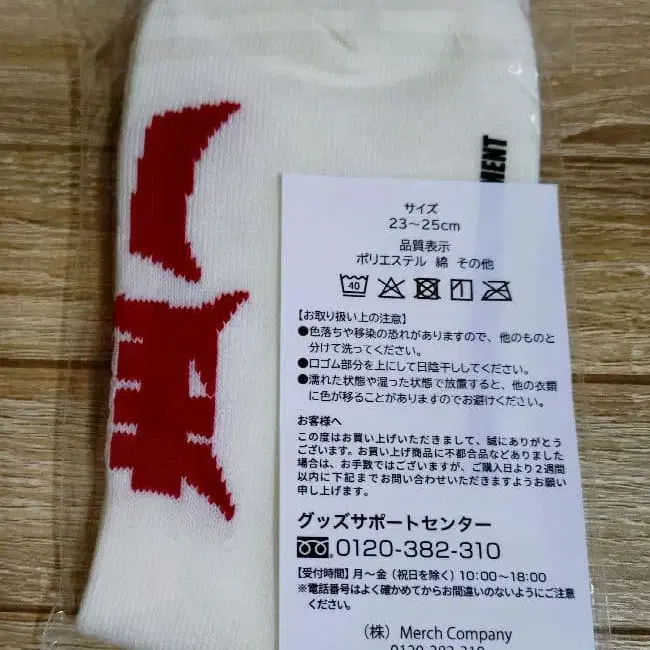 MENT
サイズ
23～25cm
品質表示
ポリエステル 綿 その他
40
【お取り扱い上の注意】
●色落ちや移染の恐れがありますので、他のものと
分けて洗ってください。
●口ゴム部分を上にして日陰干ししてください。
●濡れた状態や湿った状態で放置すると、他の衣類
に色が移ることがありますのでお避けください。
お客様へ
この度はお買い上げいただきまして、誠にありがとう
ございます。お買い上げ商品に不都合品などありました
場合は、お手数ではございますが、ご購入日より2週間
以内に下記までお問い合わせいただきますようお願い
申し上げます。
グッズサポートセンター
0120-382-310
【受付時間】月～金（祝日を除く）10:00～18:00
※電話番号はよく確かめてからお間違いのないようにご注意
ください。
（株）Merch Company
0120-382-310